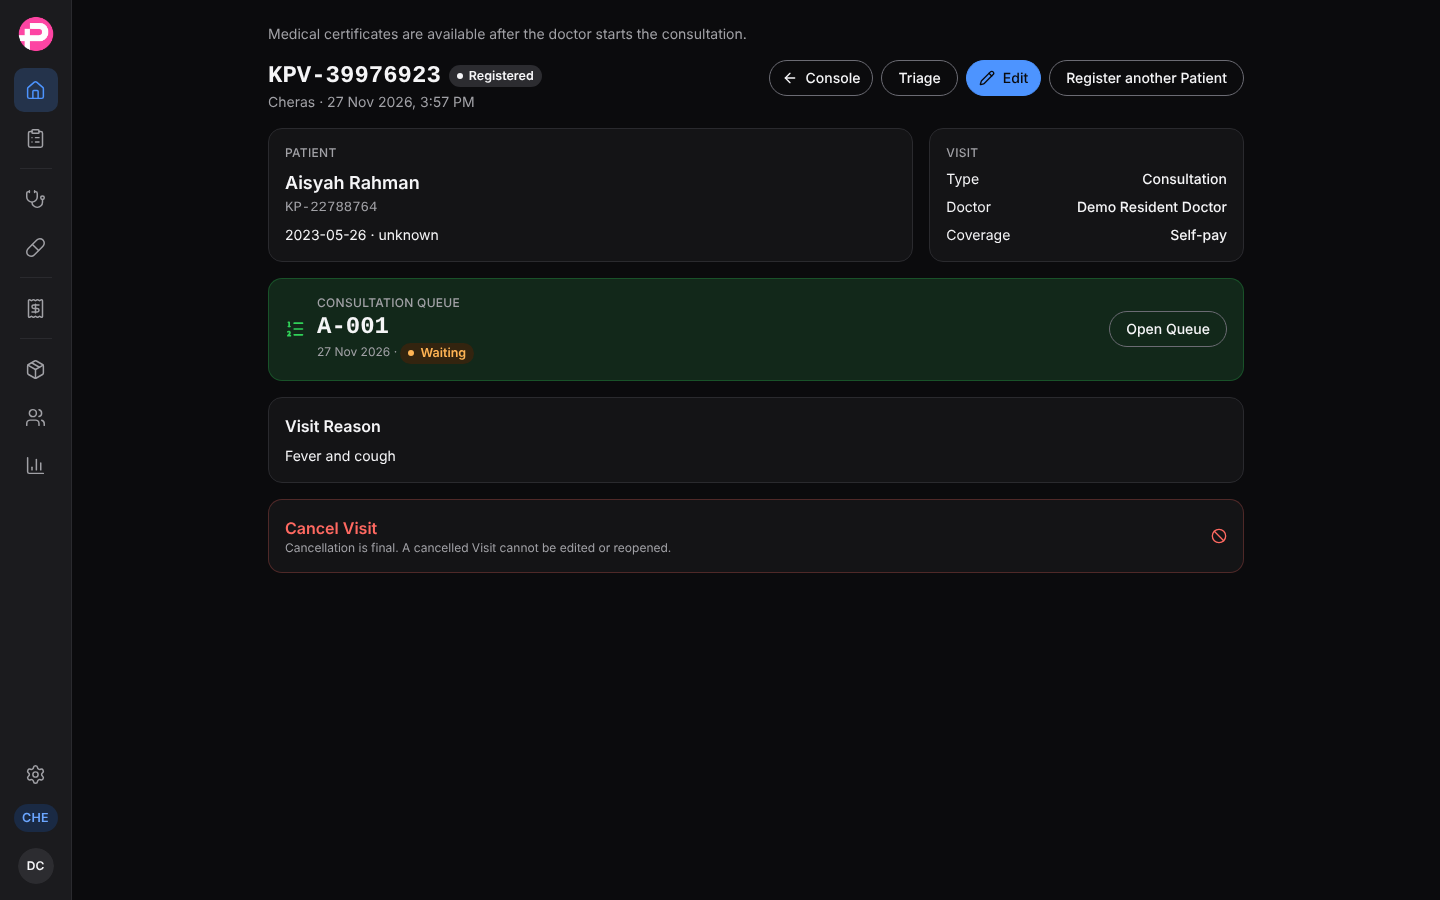 Medical certificates are available after the doctor starts the consultation.
KPV-39976923 Registered
Cheras · 27 Nov 2026, 3:57 PM
Console
Triage
Edit
Register another Patient
PATIENT
Aisyah Rahman
KP-22788764
2023-05-26 · unknown
VISIT
Type Consultation
Doctor Demo Resident Doctor
Coverage Self-pay
CONSULTATION QUEUE
A-001
27 Nov 2026 · Waiting
Open Queue
Visit Reason
Fever and cough
Cancel Visit
Cancellation is final. A cancelled Visit cannot be edited or reopened.
CHE
DC